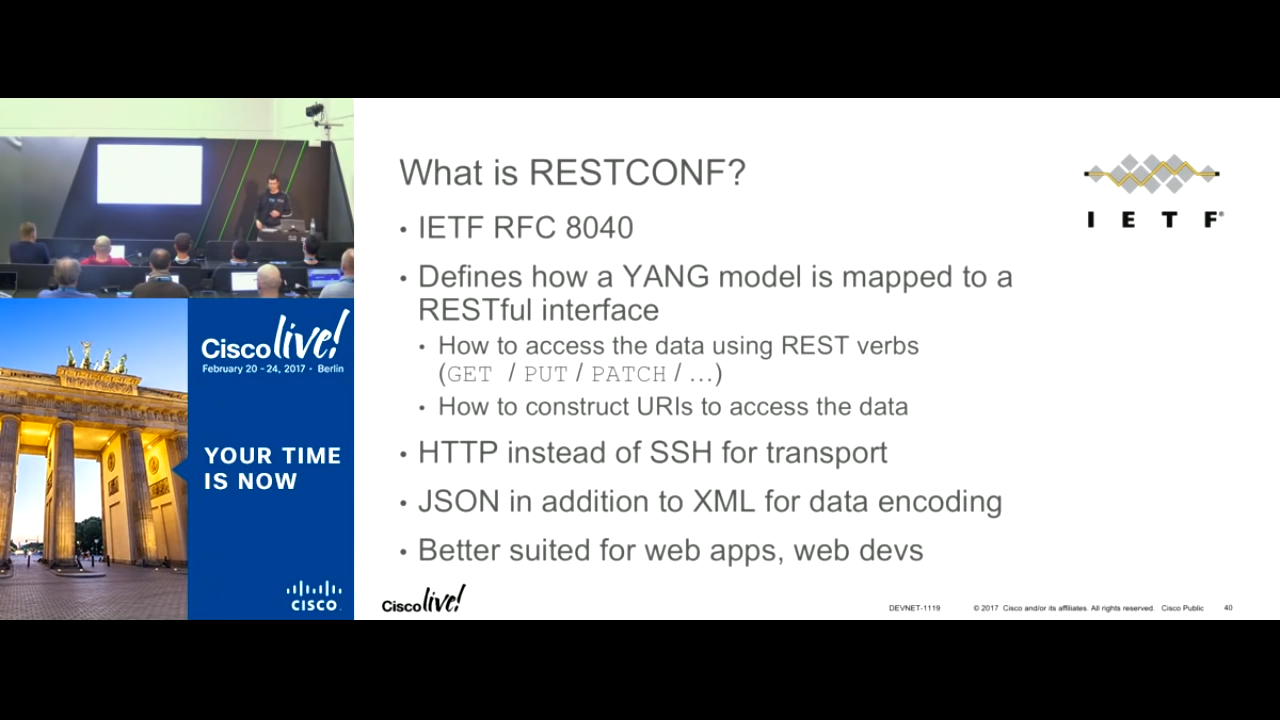 What is RESTCONF?
• IETF RFC 8040
• Defines how a YANG model is mapped to a
RESTful interface
• How to access the data using REST verbs
(GET / PUT / PATCH / ...)
• How to construct URIs to access the data
• HTTP instead of SSH for transport
• JSON in addition to XML for data encoding
• Better suited for web apps, web devs
I E T F®
Cisco live!
February 20 - 24, 2017 • Berlin
YOUR TIME
IS NOW
CISCO
Cisco live!
DEVNET-1119 © 2017 Cisco and/or its affiliates. All rights reserved. Cisco Public 40